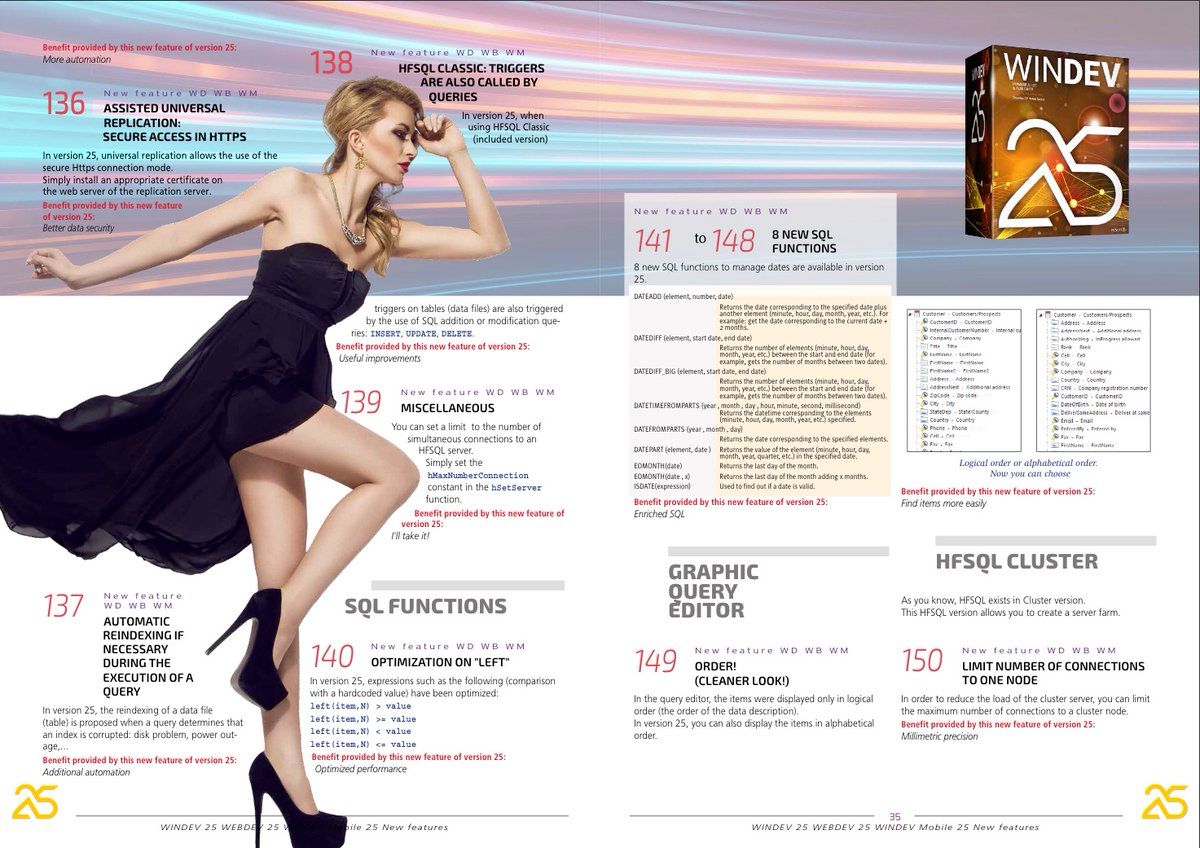 Benefit provided by this new feature of version 25:
More automation
136
New feature WD WB WM
ASSISTED UNIVERSAL
REPLICATION:
SECURE ACCESS IN HTTPS
In version 25, universal replication allows the use of the
secure Https connection mode.
Simply install an appropriate certificate on
the web server of the replication server.
Benefit provided by this new feature
of version 25:
Better data security
137
New feature
WD WB WM
AUTOMATIC
REINDEXING IF
NECESSARY
DURING THE
EXECUTION OF A
QUERY
In version 25, the reindexing of a data file
(table) is proposed when a query determines that
an index is corrupted: disk problem, power out-
age,...
Benefit provided by this new feature of version 25:
Additional automation
138
New feature WD WB WM
HFSQL CLASSIC: TRIGGERS
ARE ALSO CALLED BY
QUERIES
In version 25, when
using HFSQL Classic
(included version)
triggers on tables (data files) are also triggered
by the use of SQL addition or modification que-
ries: INSERT, UPDATE, DELETE.
Benefit provided by this new feature of version 25:
Useful improvements
139
New feature WD WB WM
MISCELLANEOUS
You can set a limit to the number of
simultaneous connections to an
HFSQL server.
Simply set the
hMaxNumberConnection
constant in the hSetServer
function.
Benefit provided by this new feature of
version 25:
I'll take it!
SQL FUNCTIONS
140
New feature WD WB WM
OPTIMIZATION ON "LEFT"
In version 25, expressions such as the following (comparison
with a hardcoded value) have been optimized:
left(item,N) > value
left(item,N) >= value
left(item,N) < value
left(item,N) <= value
Benefit provided by this new feature of version 25:
Optimized performance
25
WINDEV 25 WEBDEV 25 WINDEV Mobile 25 New features
WINDEV
25
25
New feature WD WB WM
141 to 148 8 NEW SQL
FUNCTIONS
8 new SQL functions to manage dates are available in version
25.
DATEADD (element, number, date)
Returns the date corresponding to the specified date plus
another element (minute, hour, day, month, year, etc.). For
example: get the date corresponding to the current date +
2 months.
DATEDIFF (element, start date, end date)
Returns the number of elements (minute, hour, day,
month, year, etc.) between the start and end date (for
example, gets the number of months between two dates).
DATEDIFF_BIG (element, start date, end date)
Returns the number of elements (minute, hour, day,
month, year, etc.) between the start and end date (for
example, gets the number of months between two dates).
DATETIMEFROMPARTS (year , month , day , hour, minute, second, millisecond)
Returns the datetime corresponding to the elements
(minute, hour, day, month, year, etc.) specified.
DATEFROMPARTS (year , month , day)
Returns the date corresponding to the specified elements.
DATEPART (element, date ) Returns the value of the element (minute, hour, day,
month, year, quarter, etc.) in the specified date.
EOMONTH(date) Returns the last day of the month.
EOMONTH(date , x) Returns the last day of the month adding x months.
ISDATE(expression) Used to find out if a date is valid.
Benefit provided by this new feature of version 25:
Enriched SQL
GRAPHIC
QUERY
EDITOR
149
New feature WD WB WM
ORDER!
(CLEANER LOOK!)
In the query editor, the items were displayed only in logical
order (the order of the data description).
In version 25, you can also display the items in alphabetical
order.
Customer - Customers/Prospects
CustomerID - CustomerID
InternalCustomerNumber - Internal cu
Company - Company
Title - Title
LastName - LastName
FirstName - FirstName
FirstName2 - FirstName2
Address - Address
AddressNext - Additional address
ZipCode - Zip code
City - City
StateDep - State/County
Country - Country
Phone - Phone
Cell - Cell
Fax - Fax
Customer - Customers/Prospects
Address - Address
AddressNext - Additional address
Authorizing - InProgress allowed
Bank - Bank
Cell - Cell
City - City
Company - Company
Country - Country
CRN - Company registration number
CustomerID - CustomerID
DateOfBirth - Date of birth
DeliverSameAddress - Deliver at same
Email - Email
EnteredBy - Entered by
Fax - Fax
FirstName - FirstName
Logical order or alphabetical order.
Now you can choose
Benefit provided by this new feature of version 25:
Find items more easily
HFSQL CLUSTER
As you know, HFSQL exists in Cluster version.
This HFSQL version allows you to create a server farm.
150
New feature WD WB WM
LIMIT NUMBER OF CONNECTIONS
TO ONE NODE
In order to reduce the load of the cluster server, you can limit
the maximum number of connections to a cluster node.
Benefit provided by this new feature of version 25:
Millimetric precision
35
WINDEV 25 WEBDEV 25 WINDEV Mobile 25 New features
25